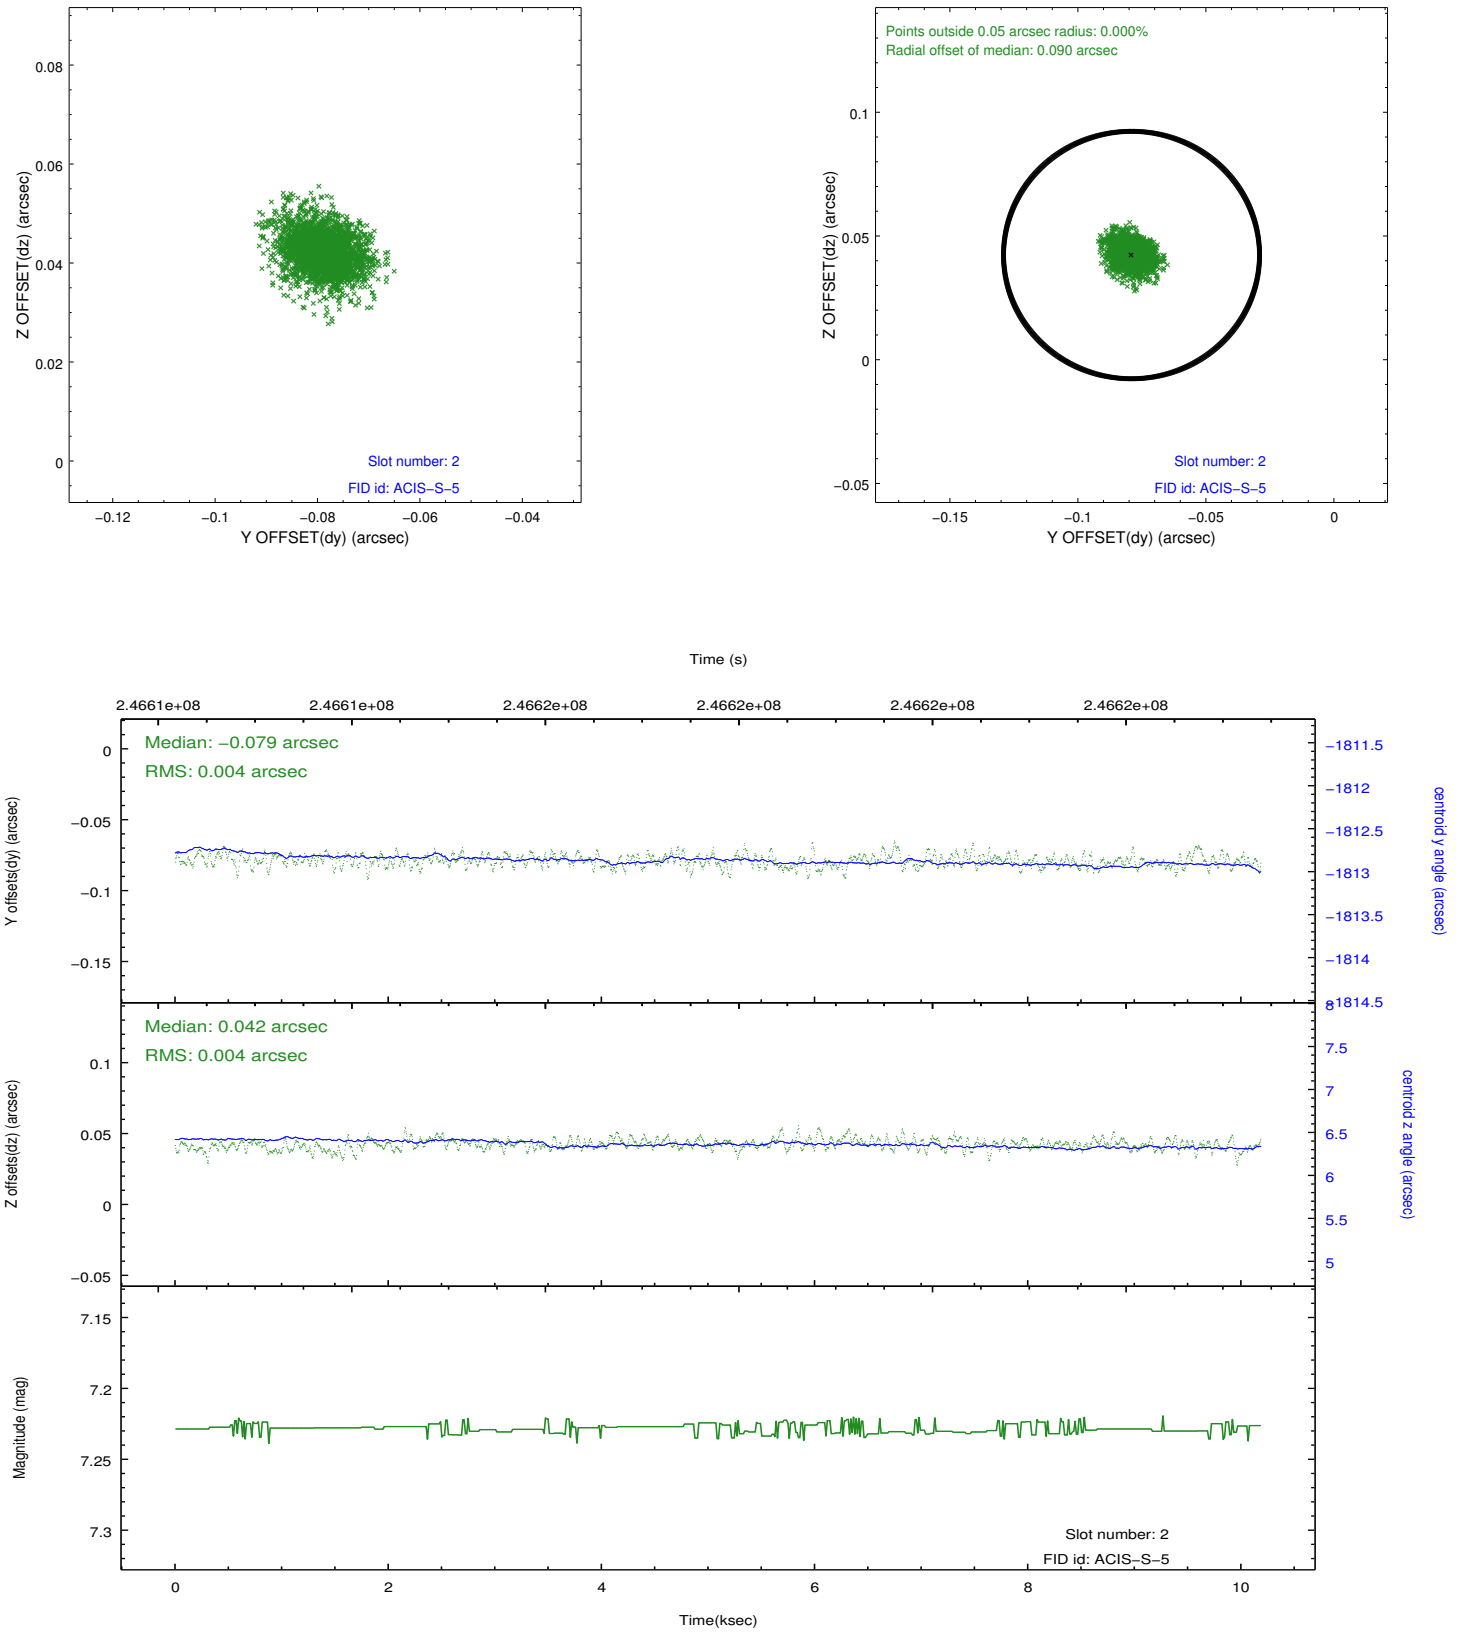 0.08
0.06
0.04
0.02
0
−0.12
−0.1
−0.08
−0.06
−0.04
Z OFFSET(dz) (arcsec)
Y OFFSET(dy) (arcsec)
Slot number: 2
FID id: ACIS−S−5
Points outside 0.05 arcsec radius: 0.000%
Radial offset of median: 0.090 arcsec
0.1
0.05
0
−0.05
−0.15
−0.1
−0.05
0
Z OFFSET(dz) (arcsec)
Y OFFSET(dy) (arcsec)
Slot number: 2
FID id: ACIS−S−5
Time (s)
2.4661e+08
2.4661e+08
2.4662e+08
2.4662e+08
2.4662e+08
2.4662e+08
Median: −0.079 arcsec
RMS: 0.004 arcsec
0
−0.05
−0.1
−0.15
Y offsets(dy) (arcsec)
−1811.5
−1812
−1812.5
−1813
−1813.5
−1814
−1814.5
centroid y angle (arcsec)
Median: 0.042 arcsec
RMS: 0.004 arcsec
0.1
0.05
0
−0.05
Z offsets(dz) (arcsec)
8
7.5
7
6.5
6
5.5
5
centroid z angle (arcsec)
7.15
7.2
7.25
7.3
Magnitude (mag)
Slot number: 2
FID id: ACIS−S−5
0
2
4
6
8
10
Time(ksec)